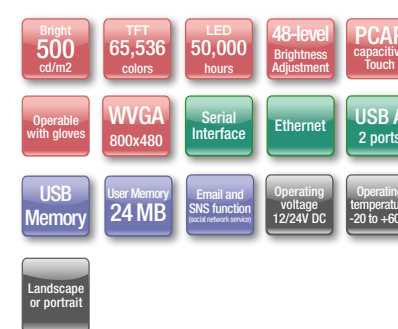 Bright
500
cd/m2
TFT
65,536
colors
LED
50,000
hours
48-level
Brightness
Adjustment
PCAP
capacitive
Touch
Operable
with gloves
WVGA
800x480
Serial
Interface
Ethernet
USB A
2 ports
USB
Memory
User Memory
24 MB
Email and
SNS function
(social network service)
Operating
voltage
12/24V DC
Operating
temperatu
-20 to +60
Landscape
or portrait